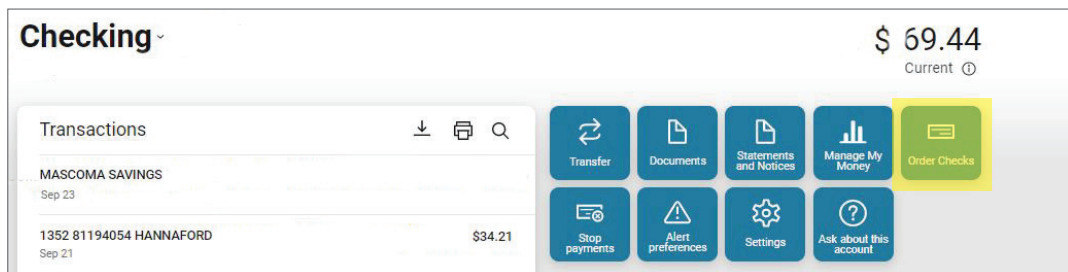 Checking
$ 69.44
Current
Transactions
MASCOMA SAVINGS
Sep 23
1352 81194054 HANNAFORD
$34.21
Sep 21
Transfer
Documents
Statements
and Notices
Manage My
Money
Order Checks
Stop
payments
Alert
preferences
Settings
Ask about this
account